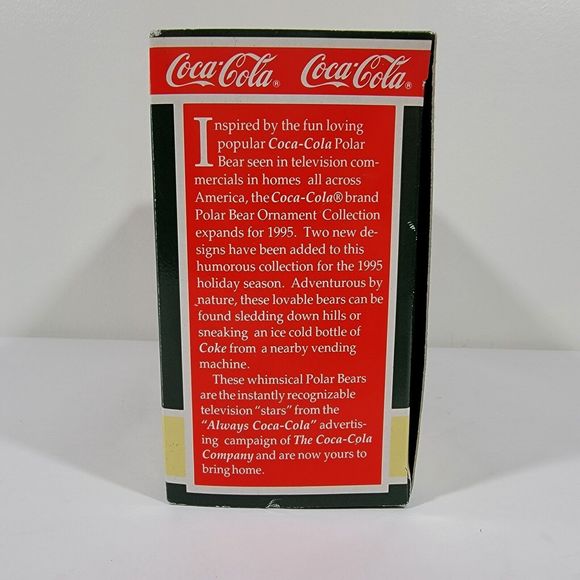 Coca-Cola® Coca-Cola®
Inspired by the fun loving
popular Coca-Cola Polar
Bear seen in television com-
mercials in homes all across
America, the Coca-Cola® brand
Polar Bear Ornament Collection
expands for 1995. Two new de-
signs have been added to this
humorous collection for the 1995
holiday season. Adventurous by
nature, these lovable bears can be
found sledding down hills or
sneaking an ice cold bottle of
Coke from a nearby vending
machine.
These whimsical Polar Bears
are the instantly recognizable
television "stars" from the
"Always Coca-Cola" advertis-
ing campaign of The Coca-Cola
Company and are now yours to
bring home.